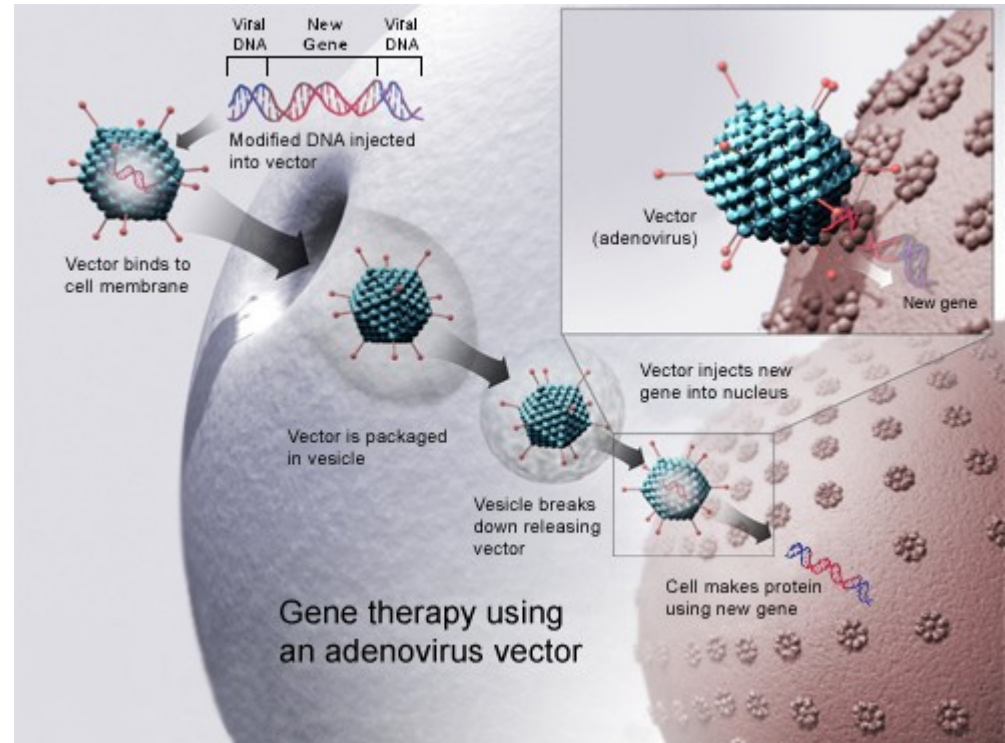 Viral New Viral
DNA Gene DNA
Modified DNA injected
into vector
Vector binds to
cell membrane
Vector is packaged
in vesicle
Vesicle breaks
down releasing
vector
Vector injects new
gene into nucleus
Cell makes protein
using new gene
Vector
(adenovirus)
New gene
Gene therapy using
an adenovirus vector